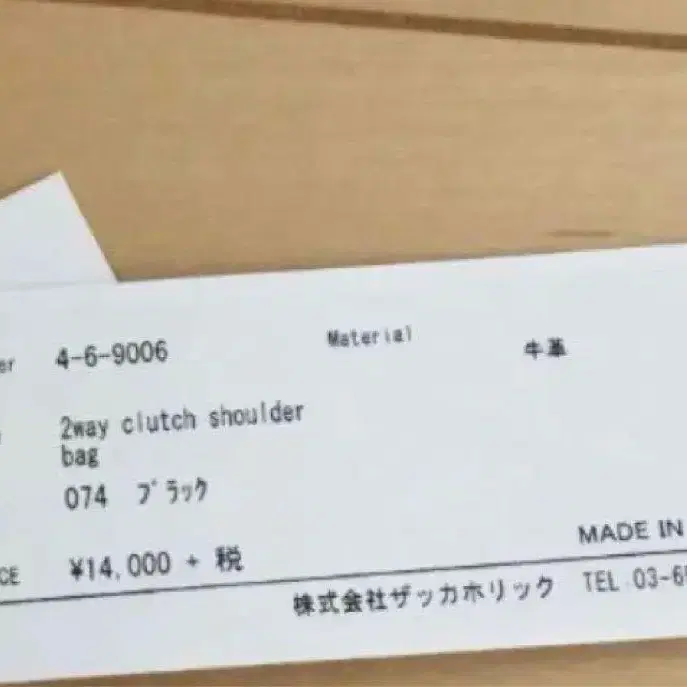 er 4-6-9006 Material 牛革
2way clutch shoulder
bag
074 ブラック
CE ¥14,000 + 税
MADE IN
株式会社ザッカホリック TEL 03-6